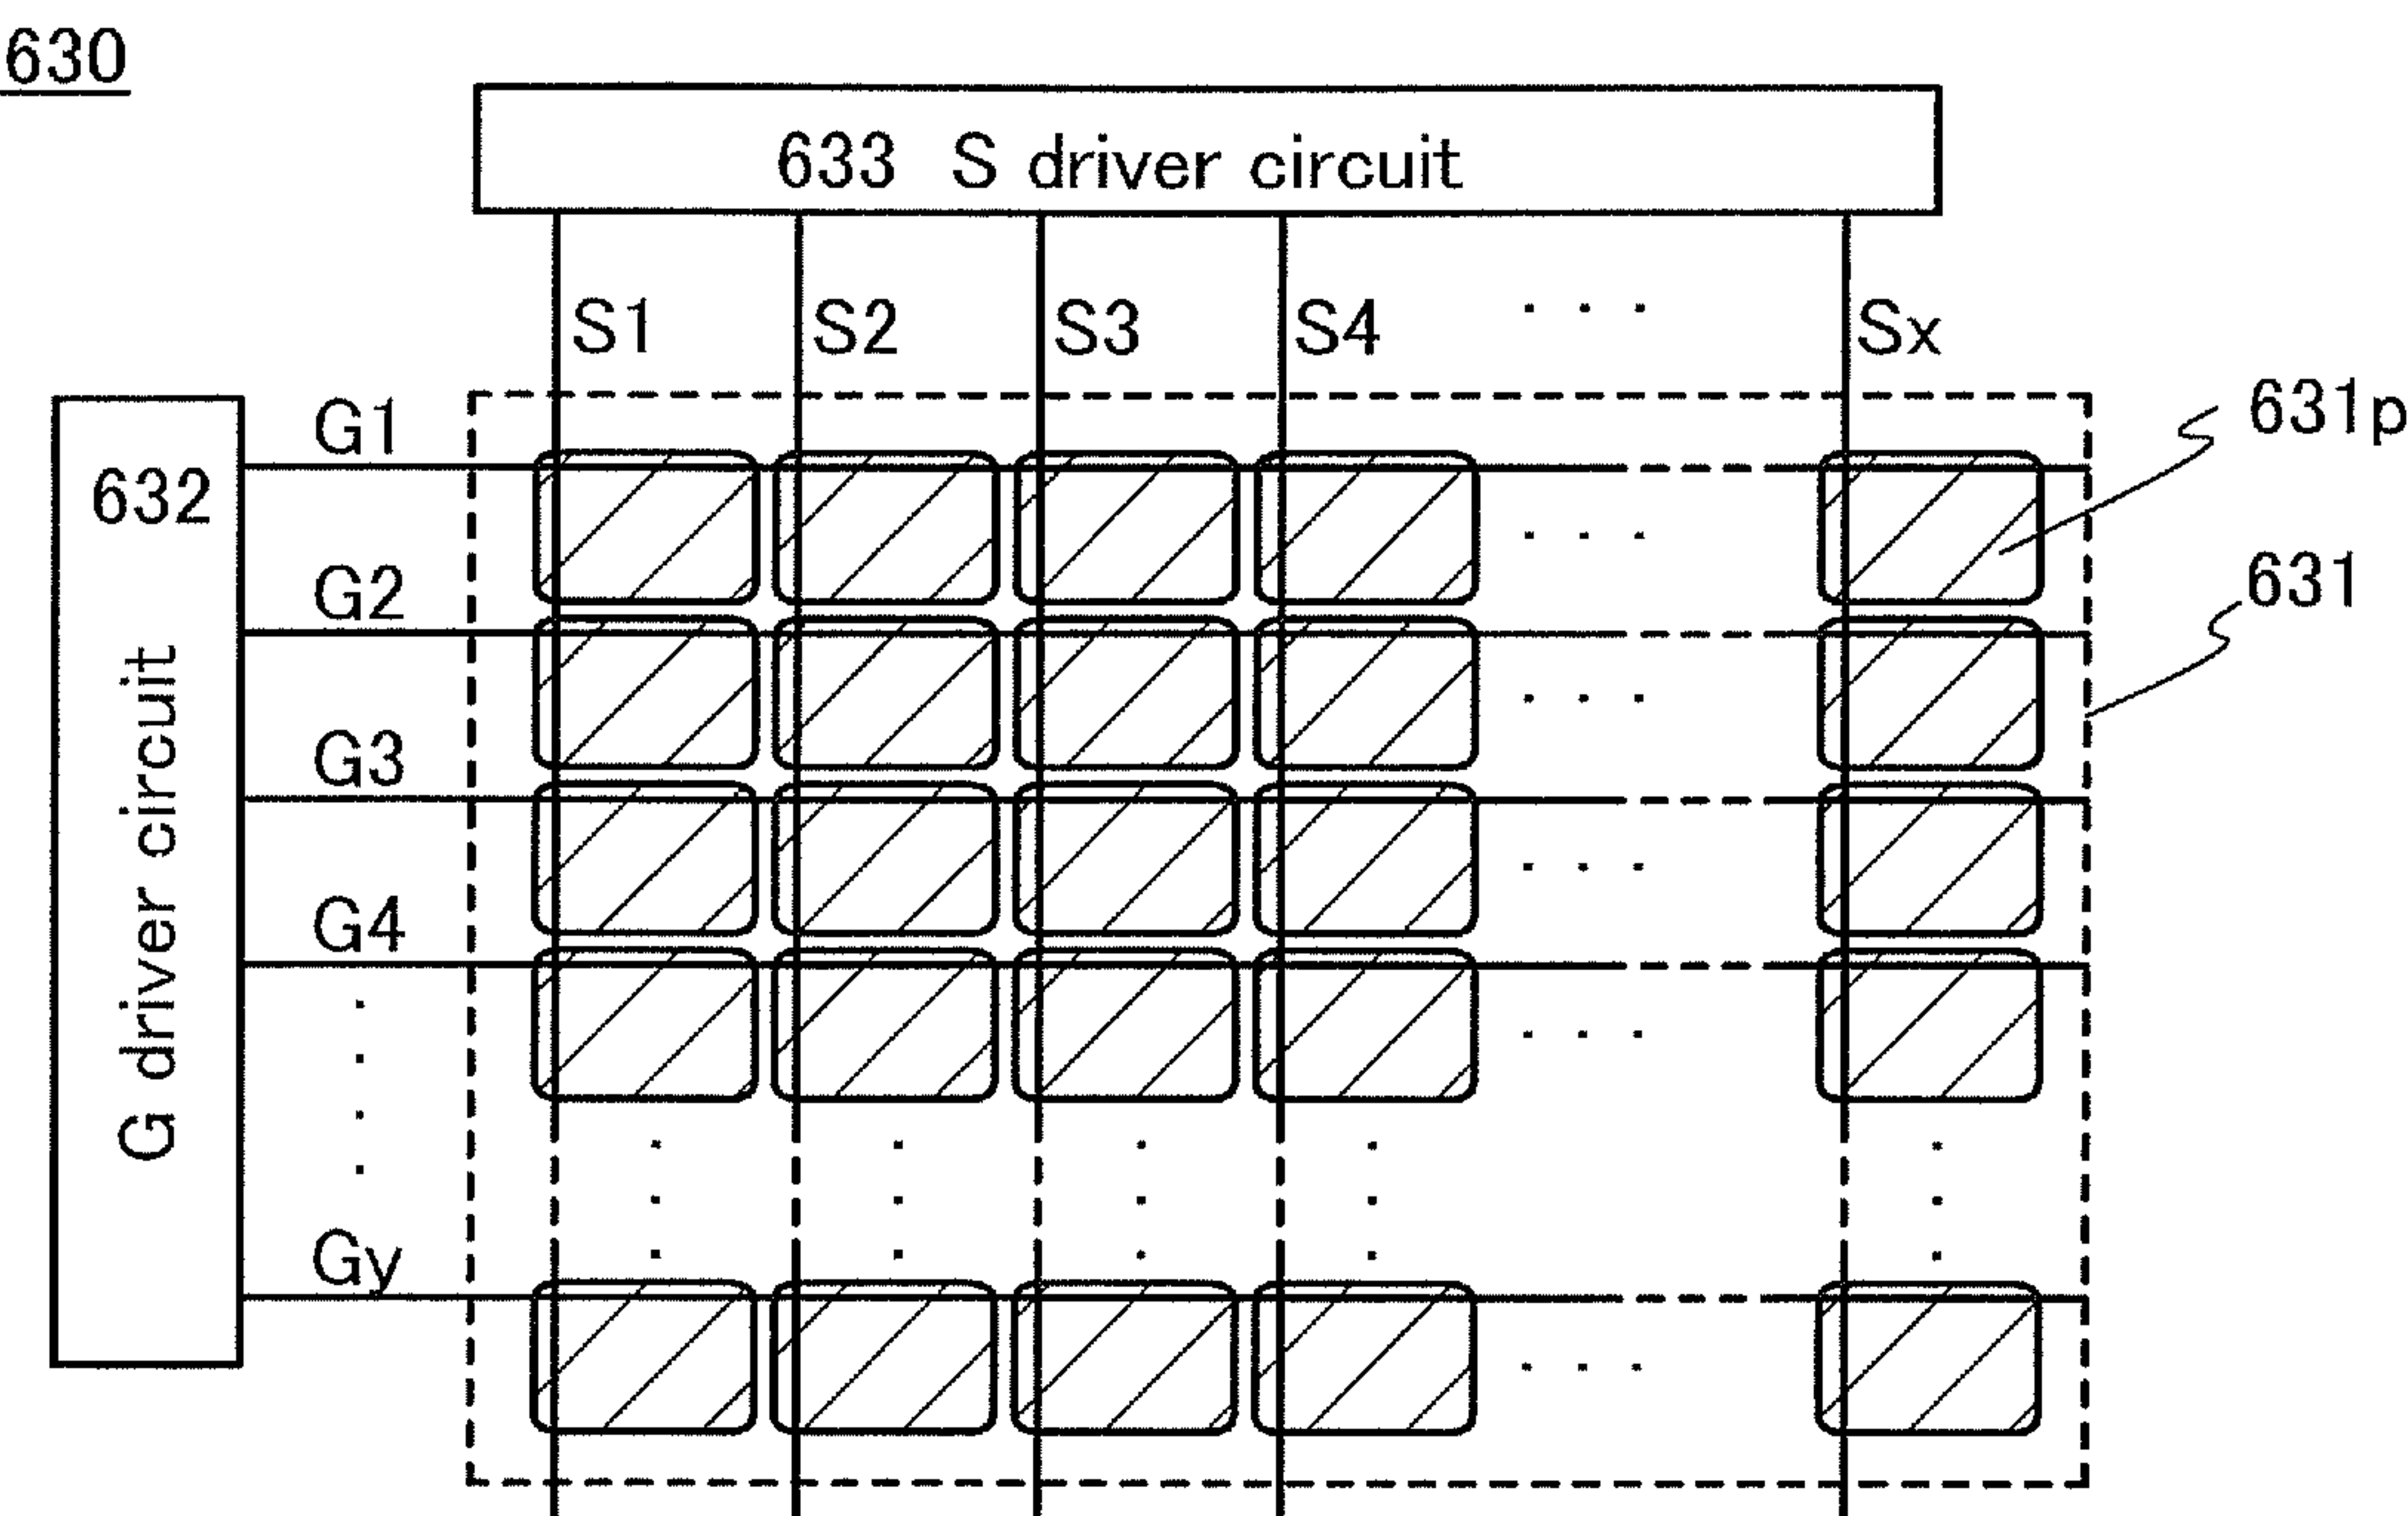 630
633 S driver circuit
S1 S2 S3 S4 . . . Sx
G1
631p
632 G driver circuit
G2
631
G3
G4
Gy